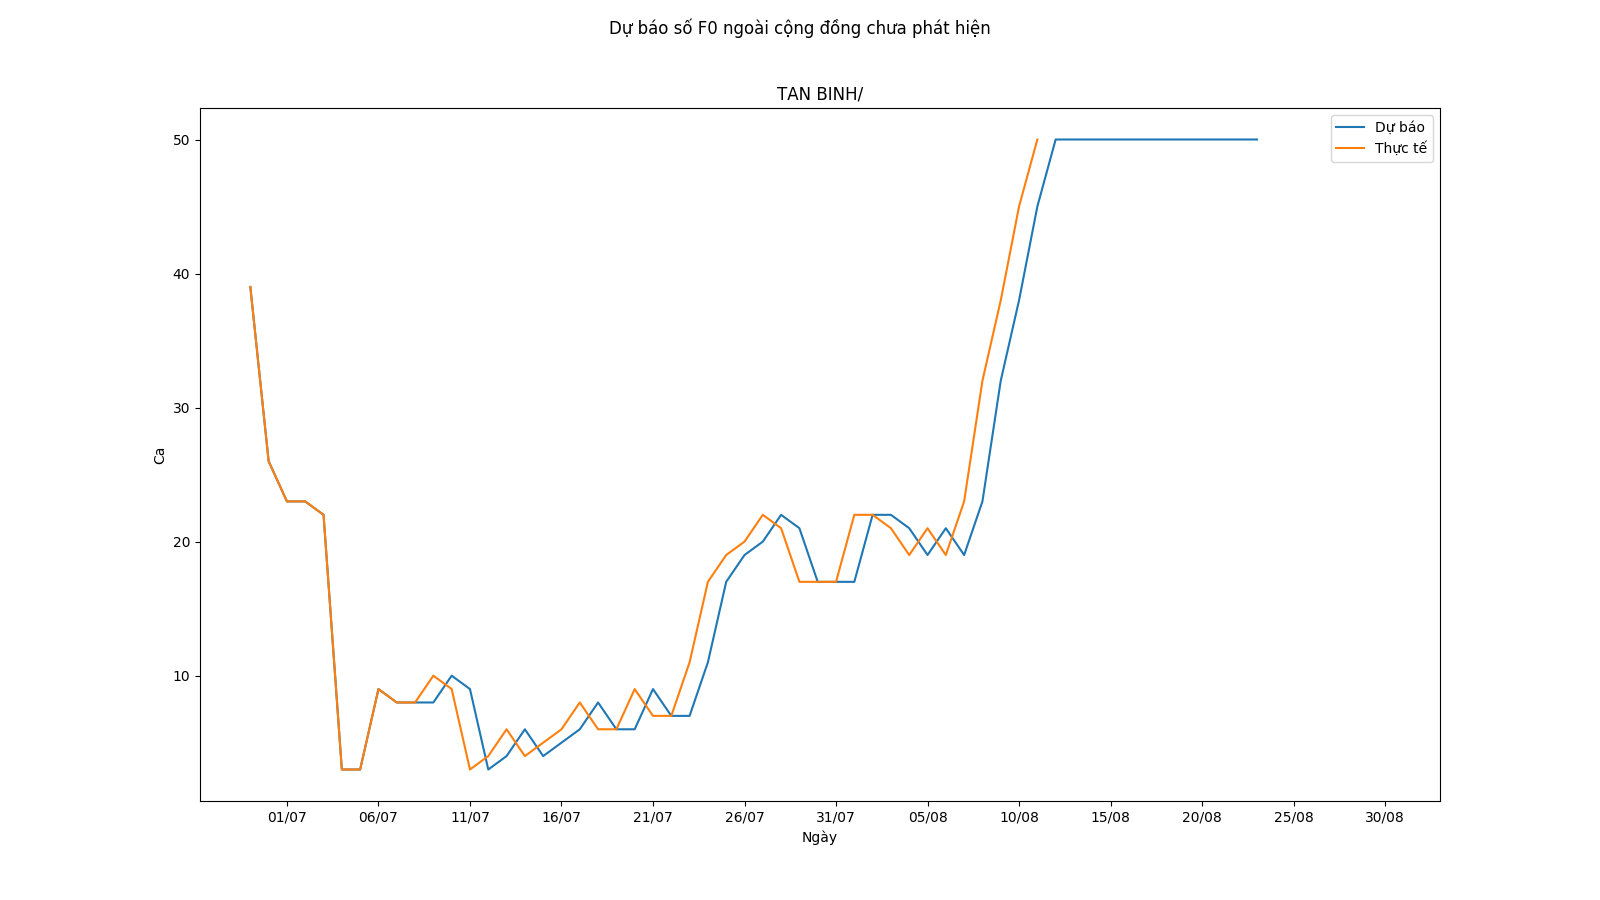 Dự báo số F0 ngoài cộng đồng chưa phát hiện
TAN BINH/
Dự báo
Thực tế
50
40
30
20
10
Ca
01/07 06/07 11/07 16/07 21/07 26/07 31/07 05/08 10/08 15/08 20/08 25/08 30/08
Ngày